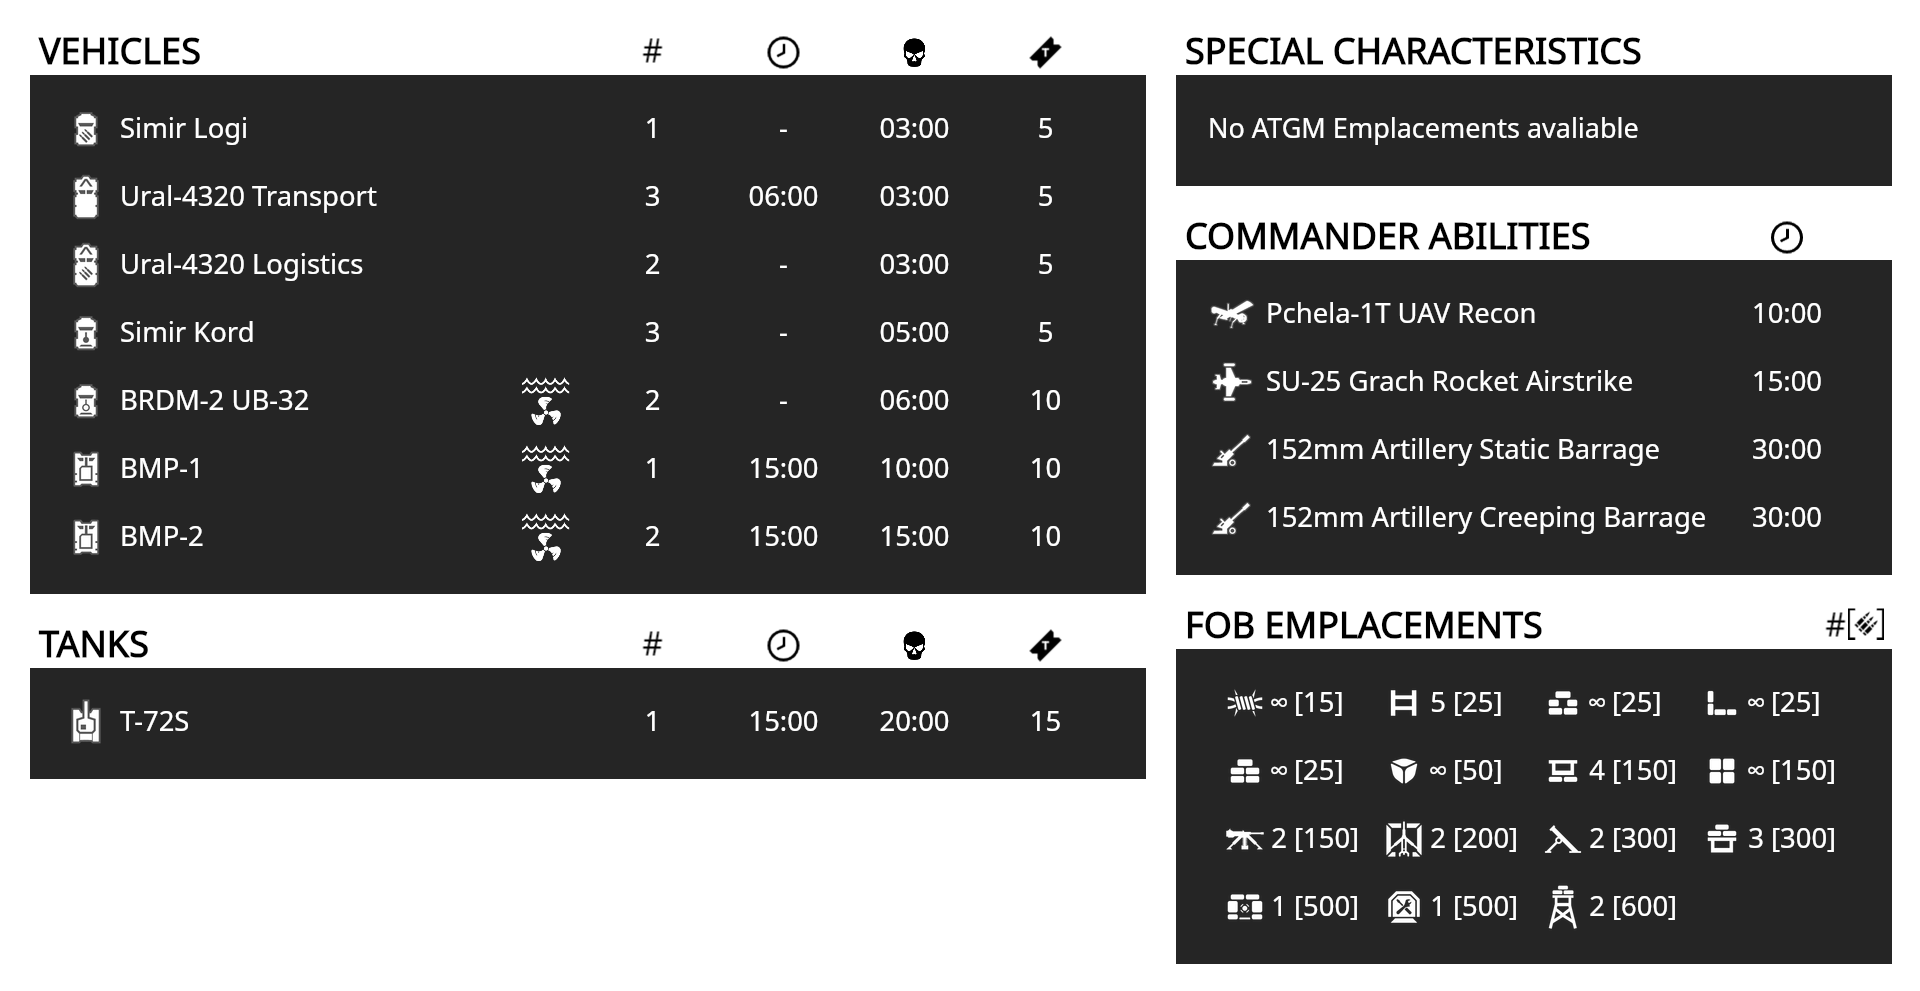 VEHICLES #
Simir Logi 1 - 03:00 5
Ural-4320 Transport 3 06:00 03:00 5
Ural-4320 Logistics 2 - 03:00 5
Simir Kord 3 - 05:00 5
BRDM-2 UB-32 2 - 06:00 10
BMP-1 1 15:00 10:00 10
BMP-2 2 15:00 15:00 10
TANKS #
T-72S 1 15:00 20:00 15
SPECIAL CHARACTERISTICS
No ATGM Emplacements avaliable
COMMANDER ABILITIES
Pchela-1T UAV Recon 10:00
SU-25 Grach Rocket Airstrike 15:00
152mm Artillery Static Barrage 30:00
152mm Artillery Creeping Barrage 30:00
FOB EMPLACEMENTS #[]
∞ [15] 5 [25] ∞ [25] ∞ [25]
∞ [25] ∞ [50] 4 [150] ∞ [150]
2 [150] 2 [200] 2 [300] 3 [300]
1 [500] 1 [500] 2 [600]